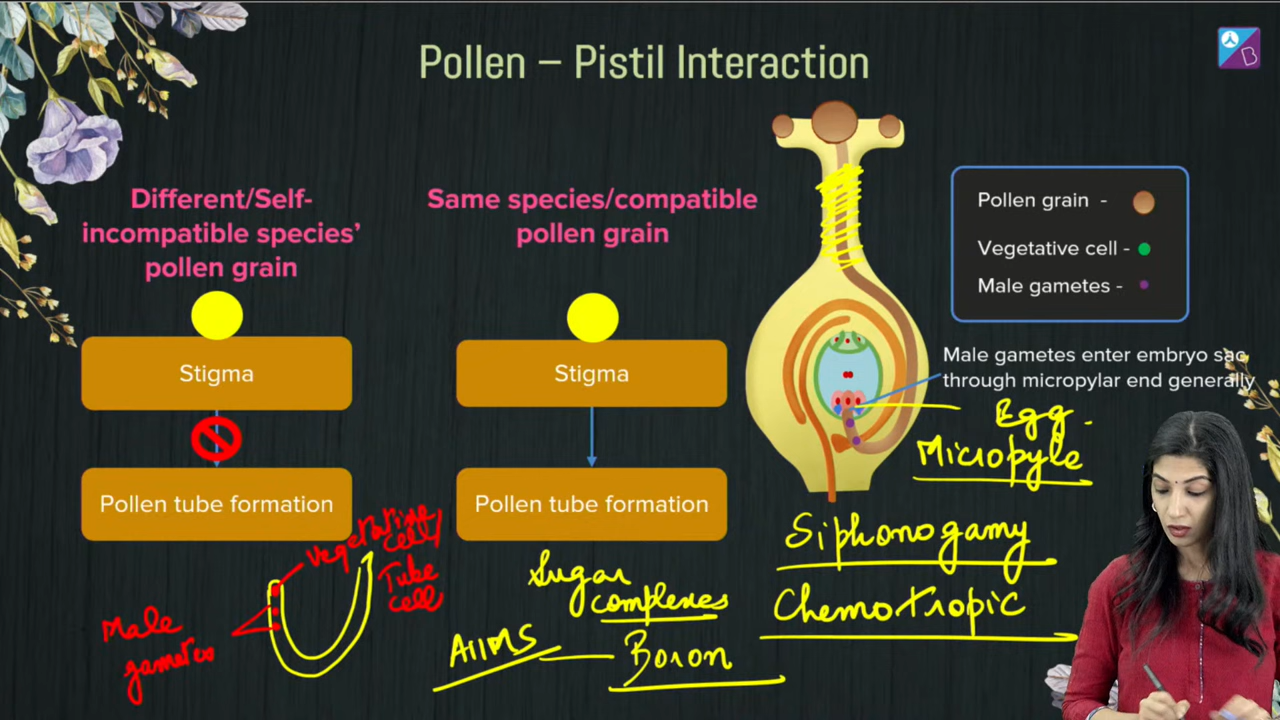 Pollen – Pistil Interaction
Different/Self-
incompatible species'
pollen grain
Stigma
Pollen tube formation
Same species/compatible
pollen grain
Stigma
Pollen tube formation
Pollen grain -
Vegetative cell -
Male gametes -
Male gametes enter embryo sac
through micropylar end generally
Egg.
Micropyle
Siphonogamy
Chemotropic
Sugar
complexes
AIIMS
Boron
Vegetative
cell/
Tube
cell
Male
gametes
B